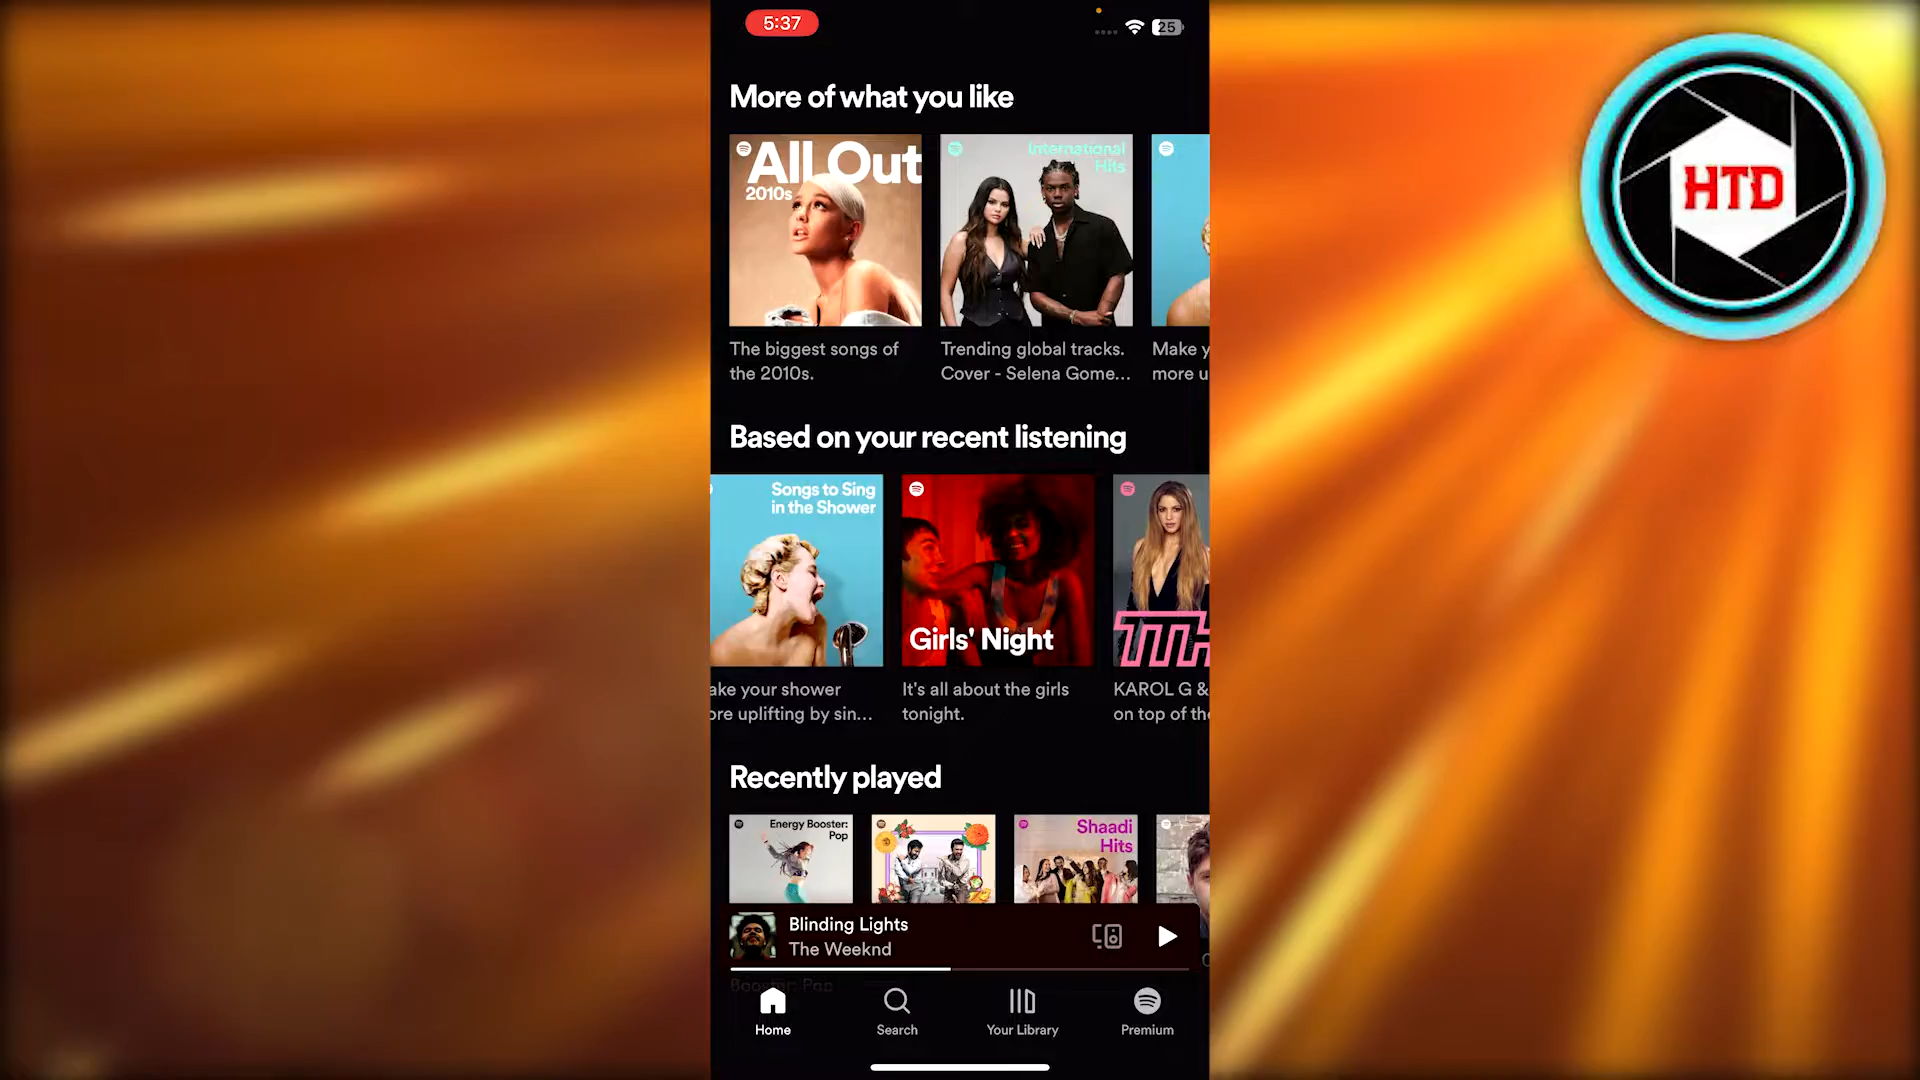 5:37
25
HTD
More of what you like
All Out
2010s
International
Hits
The biggest songs of
the 2010s.
Trending global tracks.
Cover - Selena Gome...
Make y
more u
Based on your recent listening
Songs to Sing
in the Shower
Girls' Night
ake your shower
ore uplifting by sin...
It's all about the girls
tonight.
KAROL G &
on top of the
Recently played
Energy Booster:
Pop
Shaadi
Hits
Blinding Lights
The Weeknd
Booster: Pop
Home
Search
Your Library
Premium